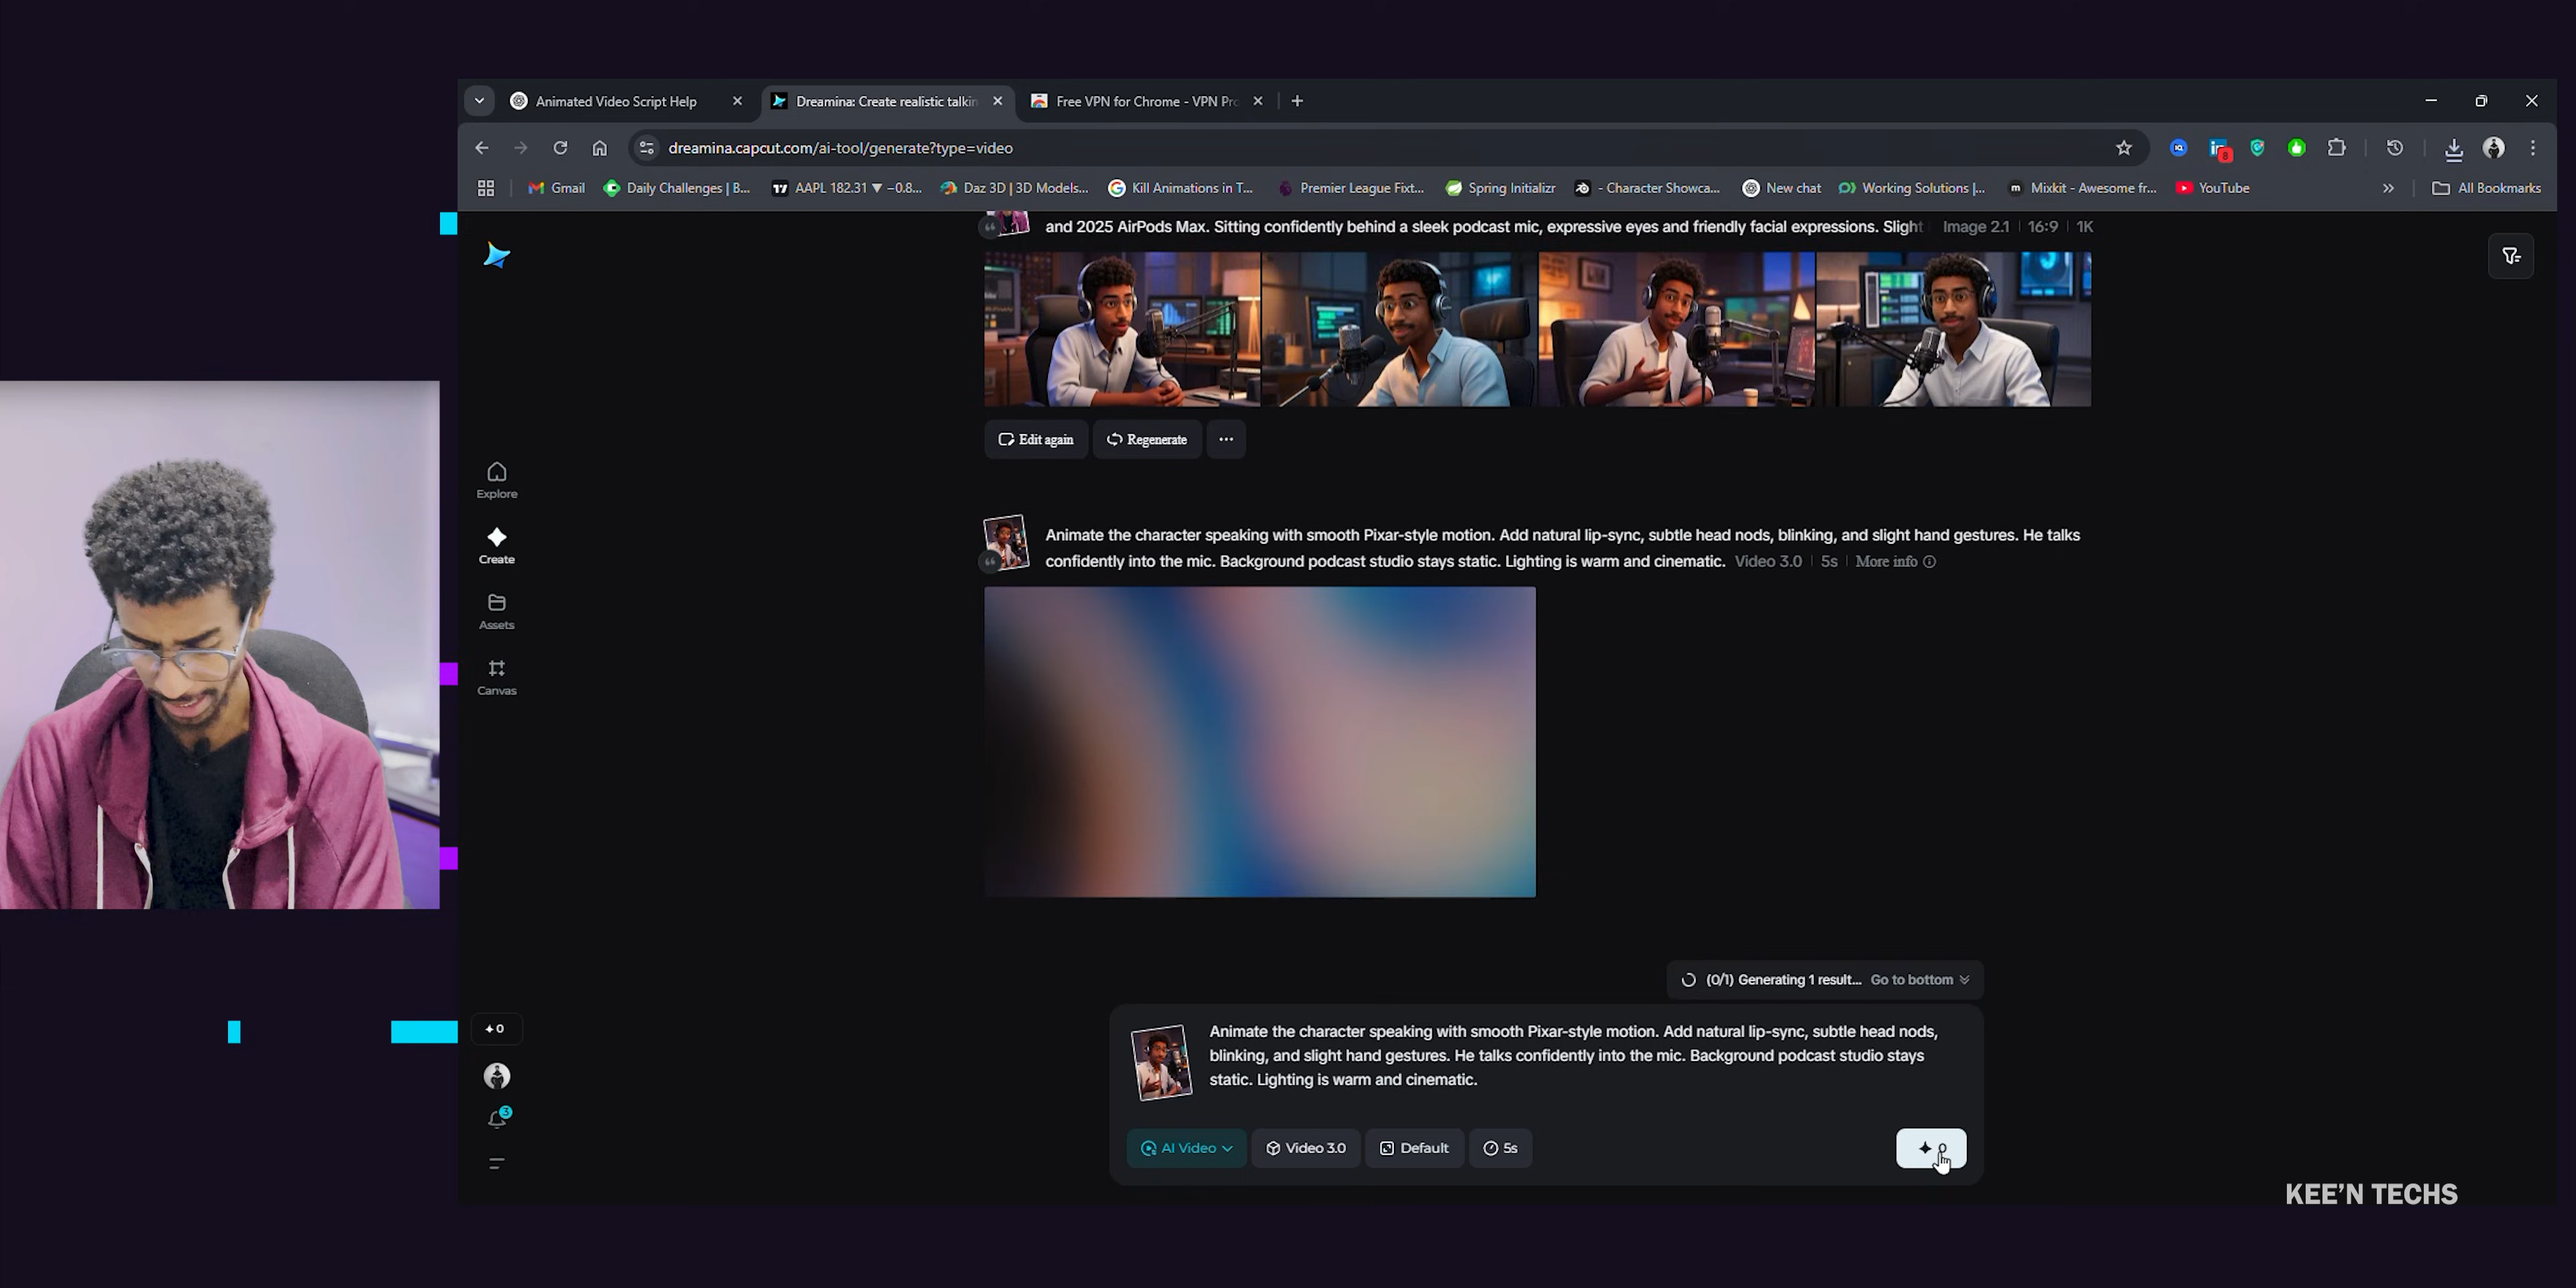 Animated Video Script Help
Dreamina: Create realistic talkin
Free VPN for Chrome - VPN Pro
dreamina.capcut.com/ai-tool/generate?type=video
8
Gmail
Daily Challenges | B...
AAPL 182.31 ▼ −0.8...
Daz 3D | 3D Models...
Kill Animations in T...
Premier League Fixt...
Spring Initializr
- Character Showca...
New chat
Working Solutions |...
Mixkit - Awesome fr...
YouTube
All Bookmarks
and 2025 AirPods Max. Sitting confidently behind a sleek podcast mic, expressive eyes and friendly facial expressions. Slight Image 2.1 | 16:9 | 1K
Edit again
Regenerate
Explore
Create
Assets
Canvas
Animate the character speaking with smooth Pixar-style motion. Add natural lip-sync, subtle head nods, blinking, and slight hand gestures. He talks
confidently into the mic. Background podcast studio stays static. Lighting is warm and cinematic. Video 3.0 | 5s | More info
(0/1) Generating 1 result... Go to bottom
0
3
Animate the character speaking with smooth Pixar-style motion. Add natural lip-sync, subtle head nods,
blinking, and slight hand gestures. He talks confidently into the mic. Background podcast studio stays
static. Lighting is warm and cinematic.
AI Video
Video 3.0
Default
5s
0
KEE'N TECHS